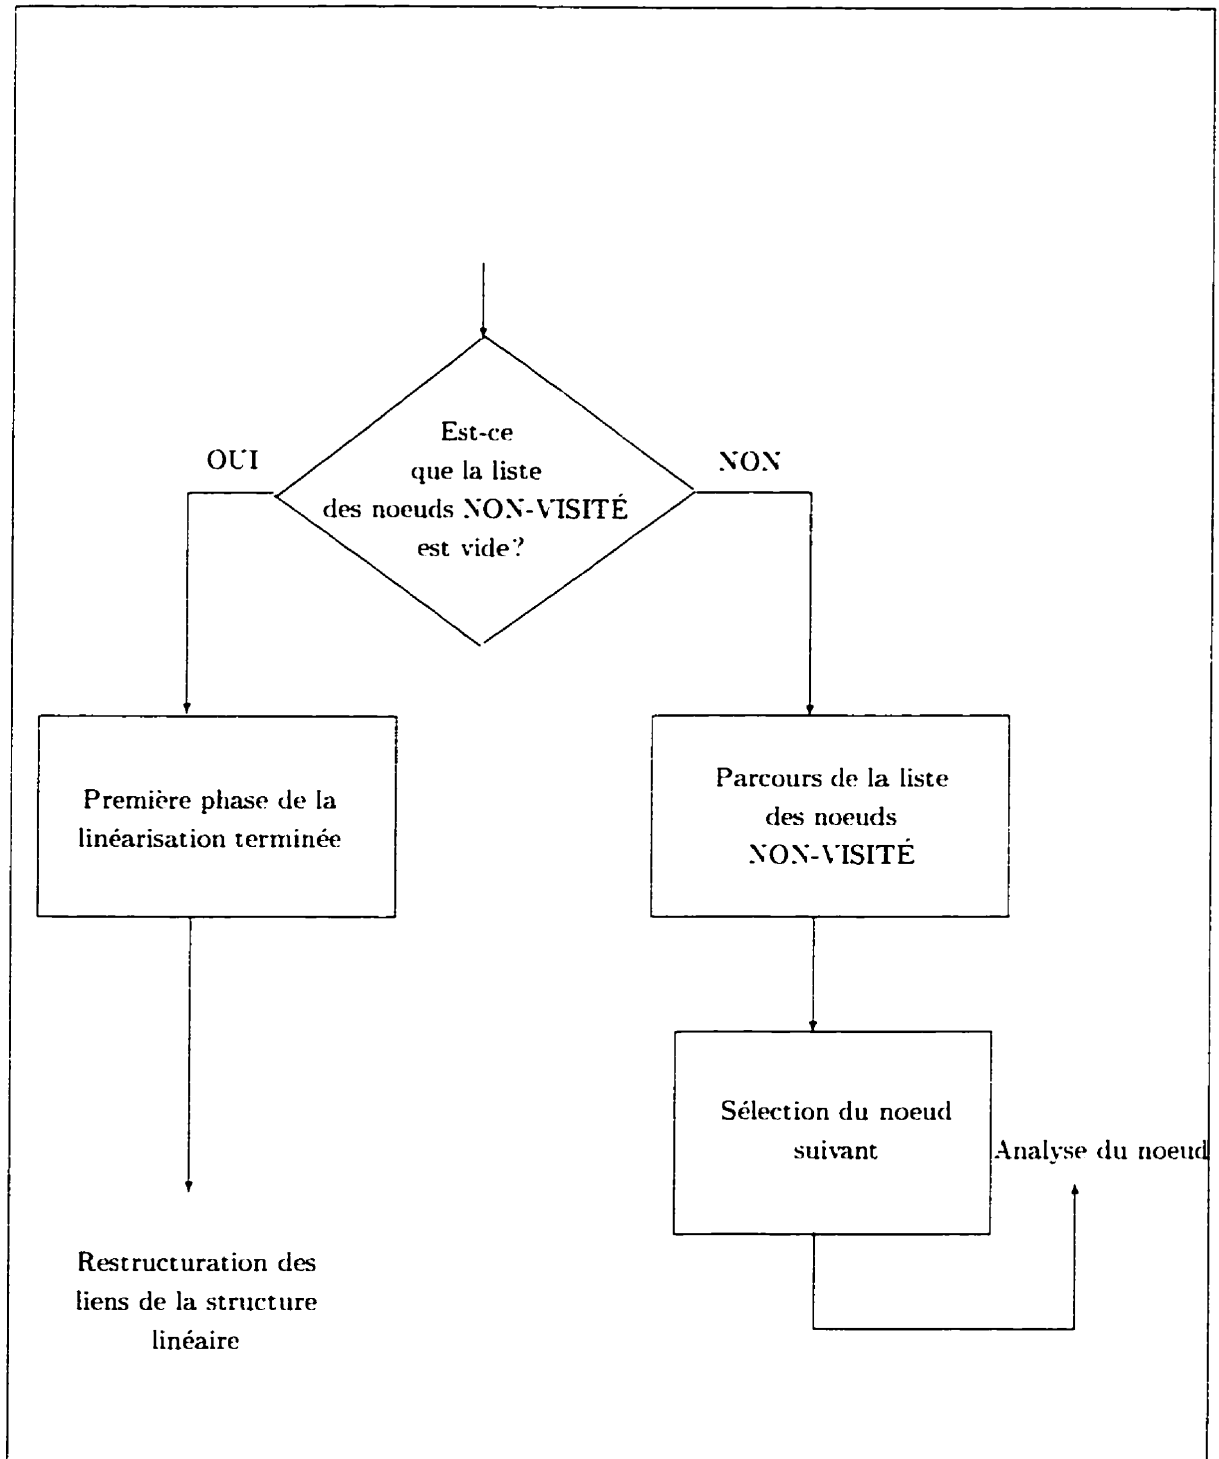 Est-ce
que la liste
des noeuds NON-VISITÉ
est vide?
OUI
NON
Première phase de la
linéarisation terminée
Parcours de la liste
des noeuds
NON-VISITÉ
Sélection du noeud
suivant
Analyse du noeud
Restructuration des
liens de la structure
linéaire